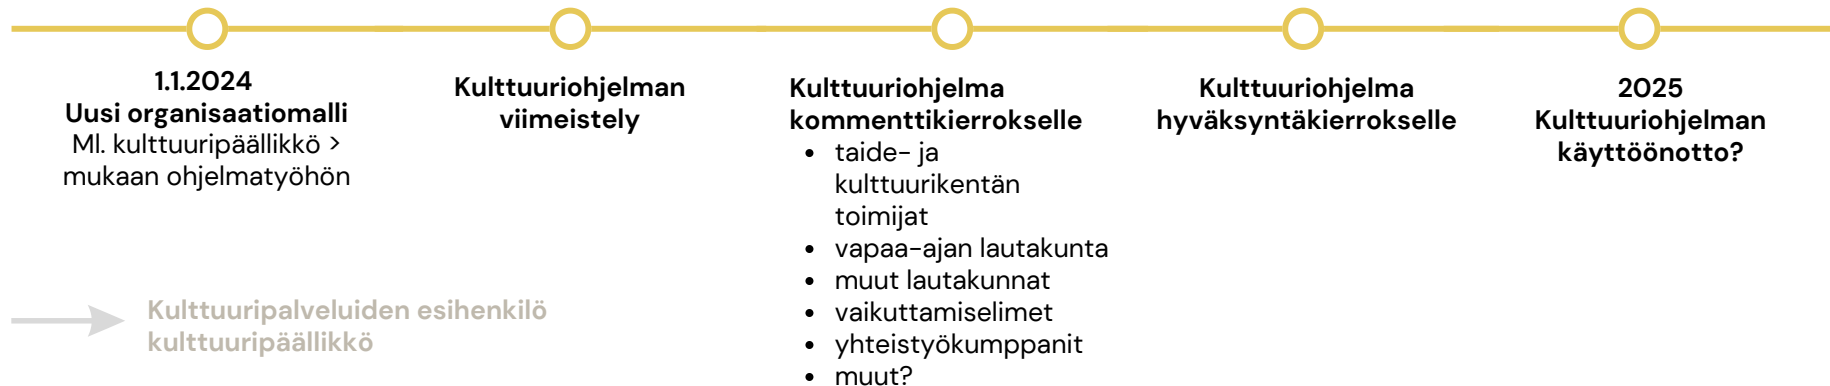 1.1.2024
Uusi organisaatiomalli
Ml. kulttuuripäällikkö >
mukaan ohjelmatyöhön
Kulttuuriohjelman
viimeistely
Kulttuuriohjelma
kommenttikierrokselle
• taide- ja
kulttuurikentän
toimijat
• vapaa-ajan lautakunta
• muut lautakunnat
• vaikuttamiselimet
• yhteistyökumppanit
• muut?
Kulttuuriohjelma
hyväksyntäkierrokselle
2025
Kulttuuriohjelman
käyttöönotto?
Kulttuuripalveluiden esihenkilö
kulttuuripäällikkö